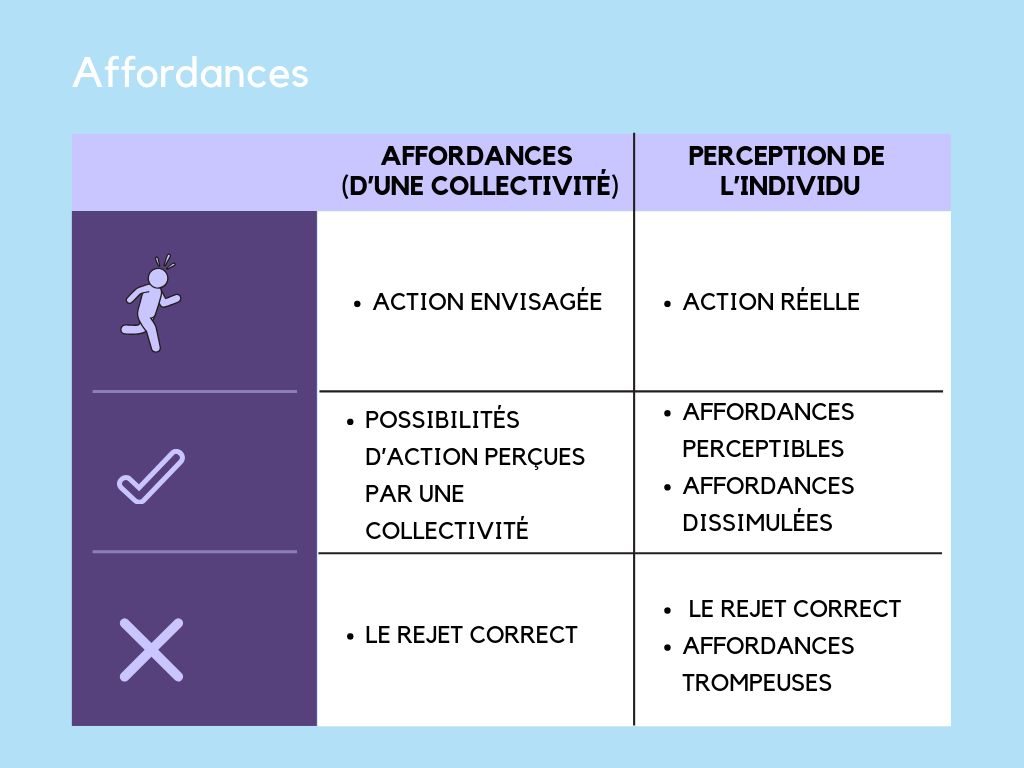 Affordances
AFFORDANCES
(D'UNE COLLECTIVITÉ)
PERCEPTION DE
L'INDIVIDU
• ACTION ENVISAGÉE
• ACTION RÉELLE
• POSSIBILITÉS
D'ACTION PERÇUES
PAR UNE
COLLECTIVITÉ
• AFFORDANCES
PERCEPTIBLES
• AFFORDANCES
DISSIMULÉES
• LE REJET CORRECT
• LE REJET CORRECT
• AFFORDANCES
TROMPEUSES